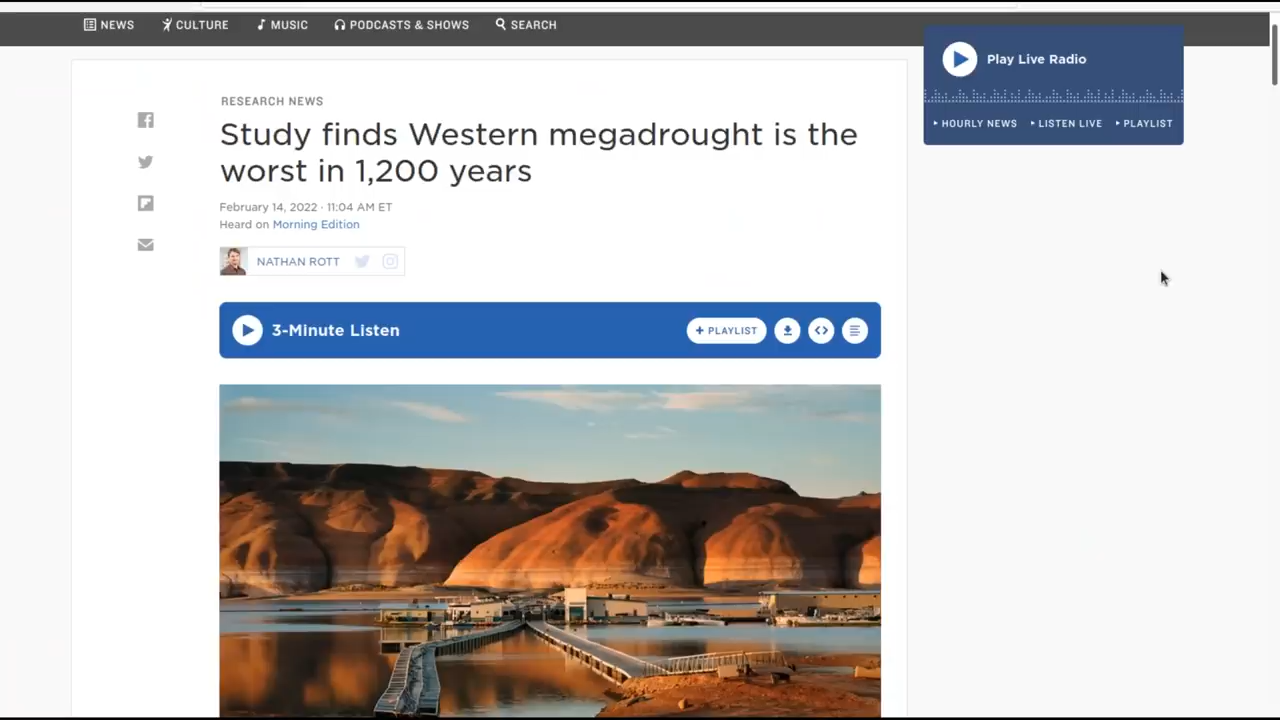 NEWS
CULTURE
MUSIC
PODCASTS & SHOWS
SEARCH
Play Live Radio
HOURLY NEWS
LISTEN LIVE
PLAYLIST
RESEARCH NEWS
Study finds Western megadrought is the
worst in 1,200 years
February 14, 2022 · 11:04 AM ET
Heard on Morning Edition
NATHAN ROTT
3-Minute Listen
+ PLAYLIST